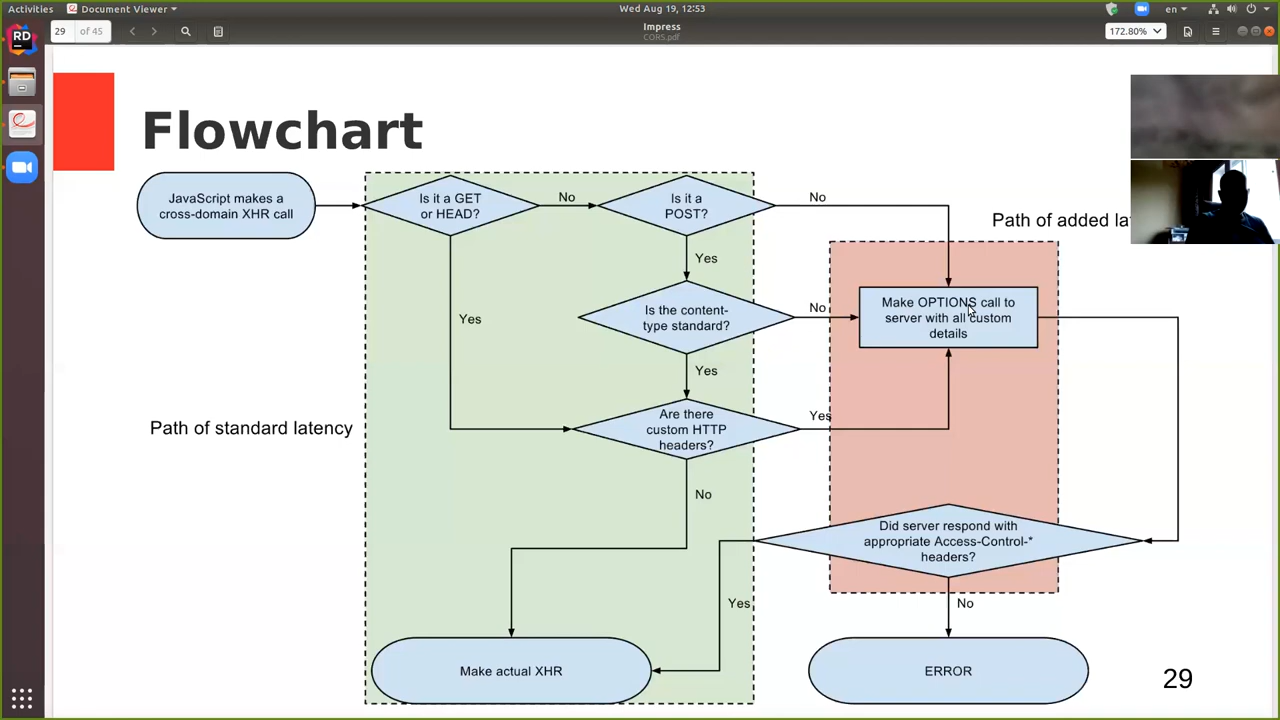 Activities
Document Viewer
Wed Aug 19, 12:53
en
29
of 45
Impress
CORS.pdf
172.80%
RD
Flowchart
JavaScript makes a
cross-domain XHR call
Is it a GET
or HEAD?
No
Is it a
POST?
No
Path of added la
Yes
Yes
Is the content-
type standard?
No
Make OPTIONS call to
server with all custom
details
Yes
Path of standard latency
Are there
custom HTTP
headers?
Yes
No
Did server respond with
appropriate Access-Control-*
headers?
Yes
No
Make actual XHR
ERROR
29